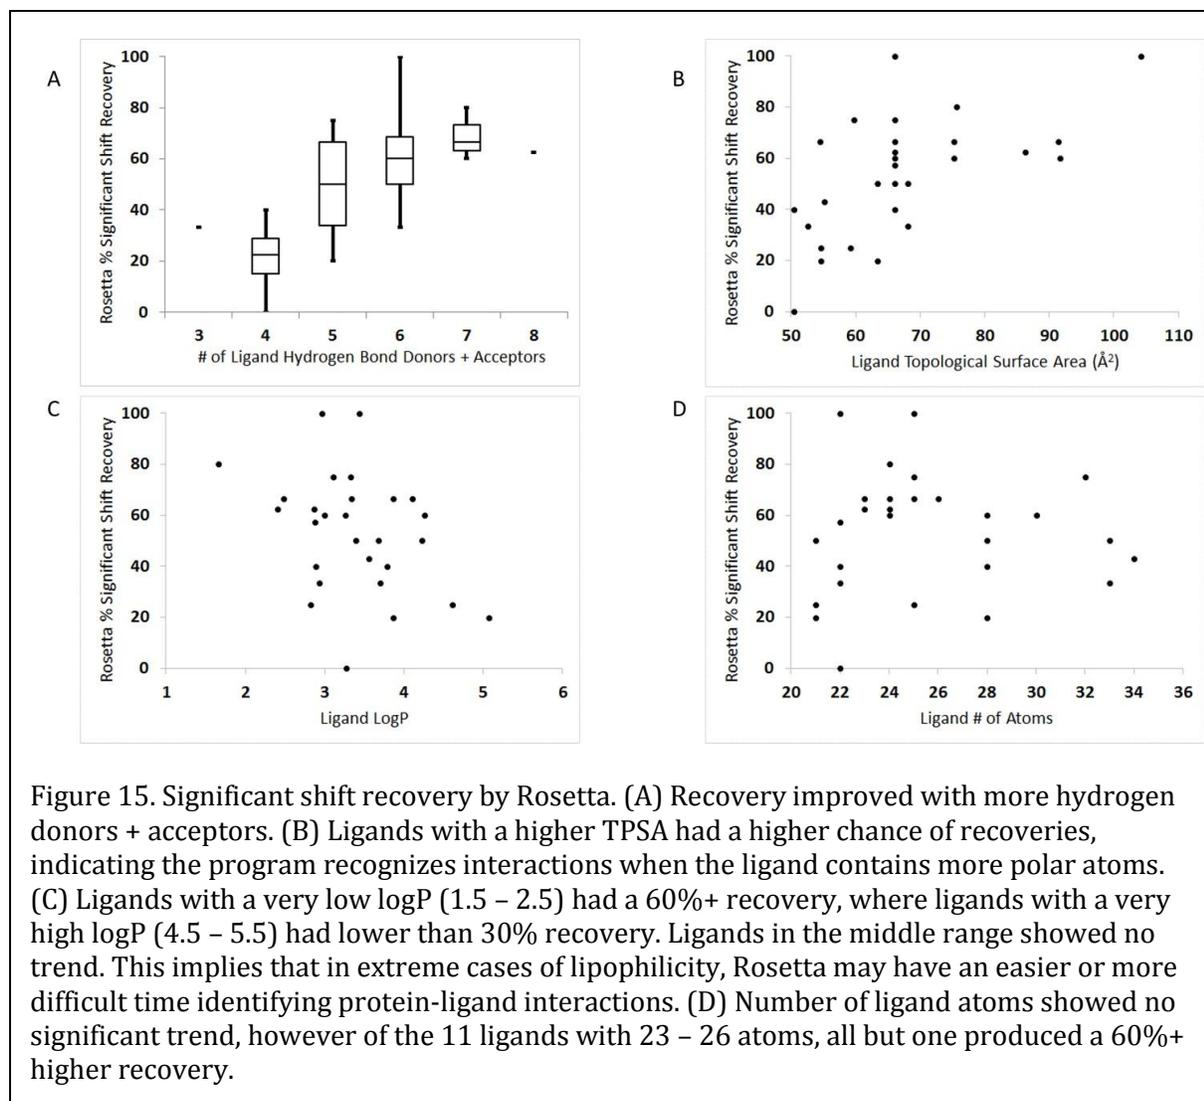 A
Rosetta % Significant Shift Recovery
100
80
60
40
20
0
3 4 5 6 7 8
# of Ligand Hydrogen Bond Donors + Acceptors
B
Rosetta % Significant Shift Recovery
100
80
60
40
20
0
50 60 70 80 90 100 110
Ligand Topological Surface Area (Å²)
C
Rosetta % Significant Shift Recovery
100
80
60
40
20
0
1 2 3 4 5 6
Ligand LogP
D
Rosetta % Significant Shift Recovery
100
80
60
40
20
0
20 22 24 26 28 30 32 34 36
Ligand # of Atoms
Figure 15. Significant shift recovery by Rosetta. (A) Recovery improved with more hydrogen
donors + acceptors. (B) Ligands with a higher TPSA had a higher chance of recoveries,
indicating the program recognizes interactions when the ligand contains more polar atoms.
(C) Ligands with a very low logP (1.5 – 2.5) had a 60%+ recovery, where ligands with a very
high logP (4.5 – 5.5) had lower than 30% recovery. Ligands in the middle range showed no
trend. This implies that in extreme cases of lipophilicity, Rosetta may have an easier or more
difficult time identifying protein-ligand interactions. (D) Number of ligand atoms showed no
significant trend, however of the 11 ligands with 23 – 26 atoms, all but one produced a 60%+
higher recovery.